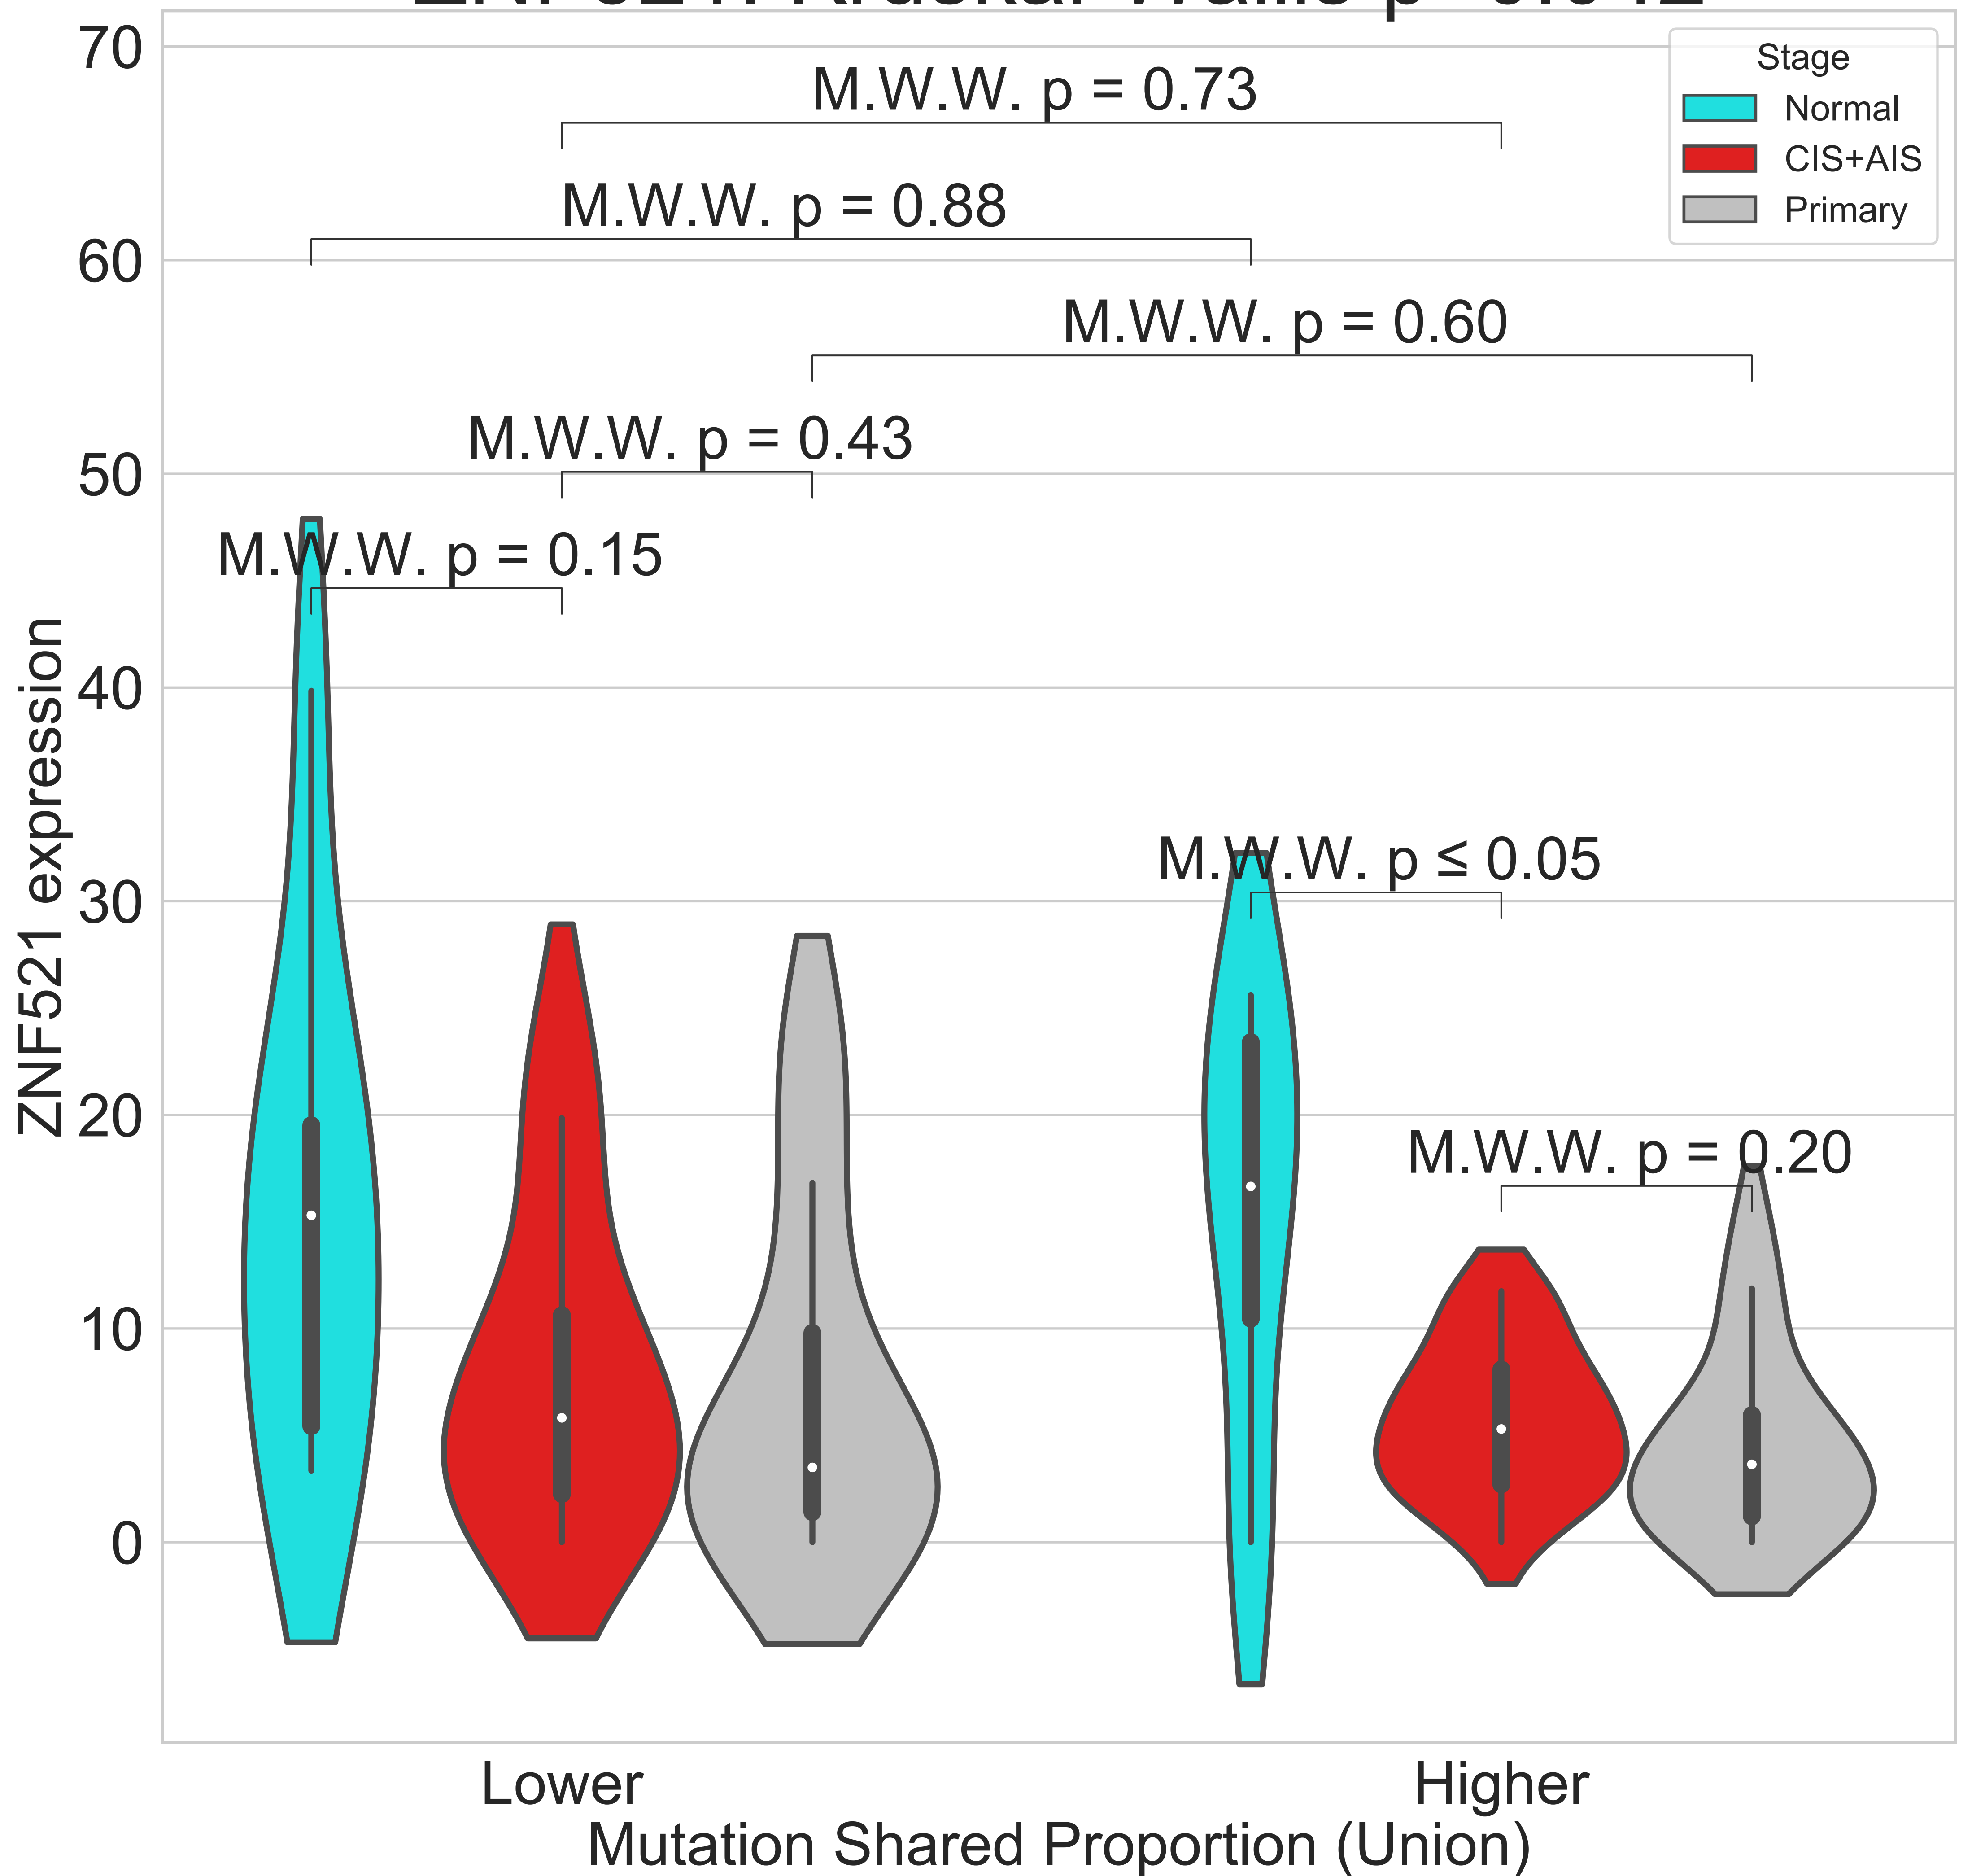 70
Stage
Normal
CIS+AIS
Primary
M.W.W. p = 0.73
M.W.W. p = 0.88
60
M.W.W. p = 0.60
M.W.W. p = 0.43
50
M.W.W. p = 0.15
40
M.W.W. p ≤ 0.05
30
20
M.W.W. p = 0.20
10
0
ZNF521 expression
Lower
Higher
Mutation Shared Proportion (Union)